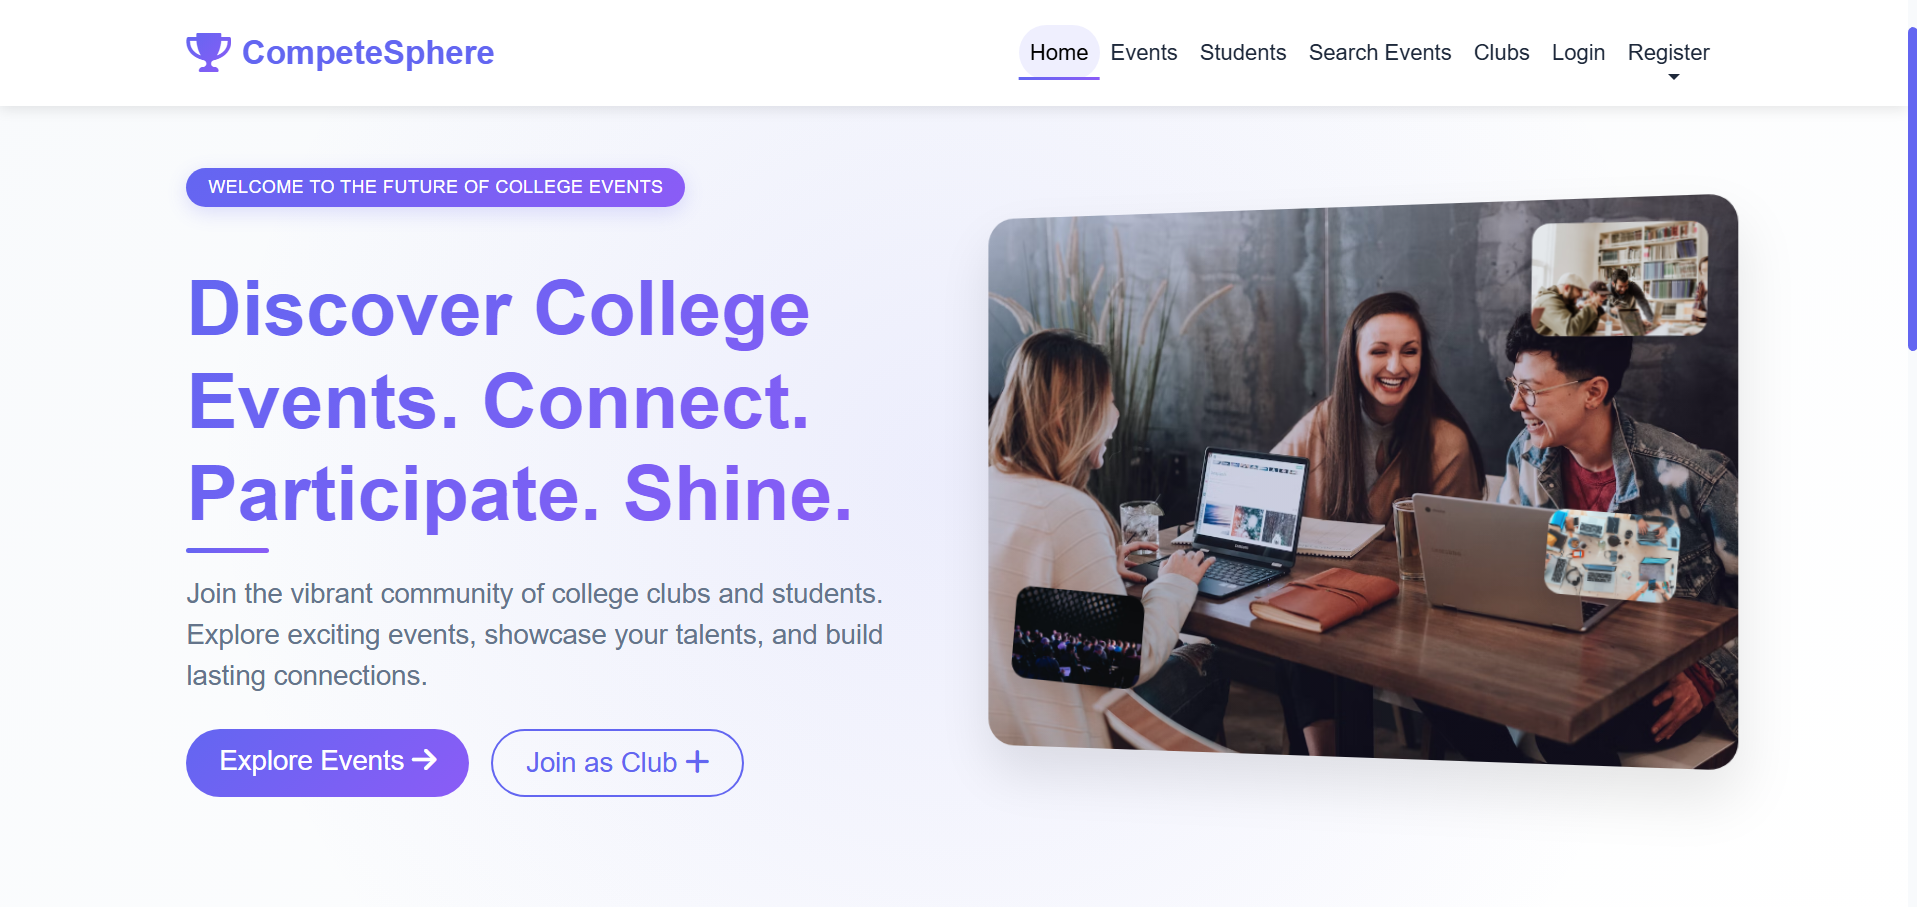 CompeteSphere
Home Events Students Search Events Clubs Login Register
WELCOME TO THE FUTURE OF COLLEGE EVENTS
Discover College
Events. Connect.
Participate. Shine.
Join the vibrant community of college clubs and students.
Explore exciting events, showcase your talents, and build
lasting connections.
Explore Events
Join as Club